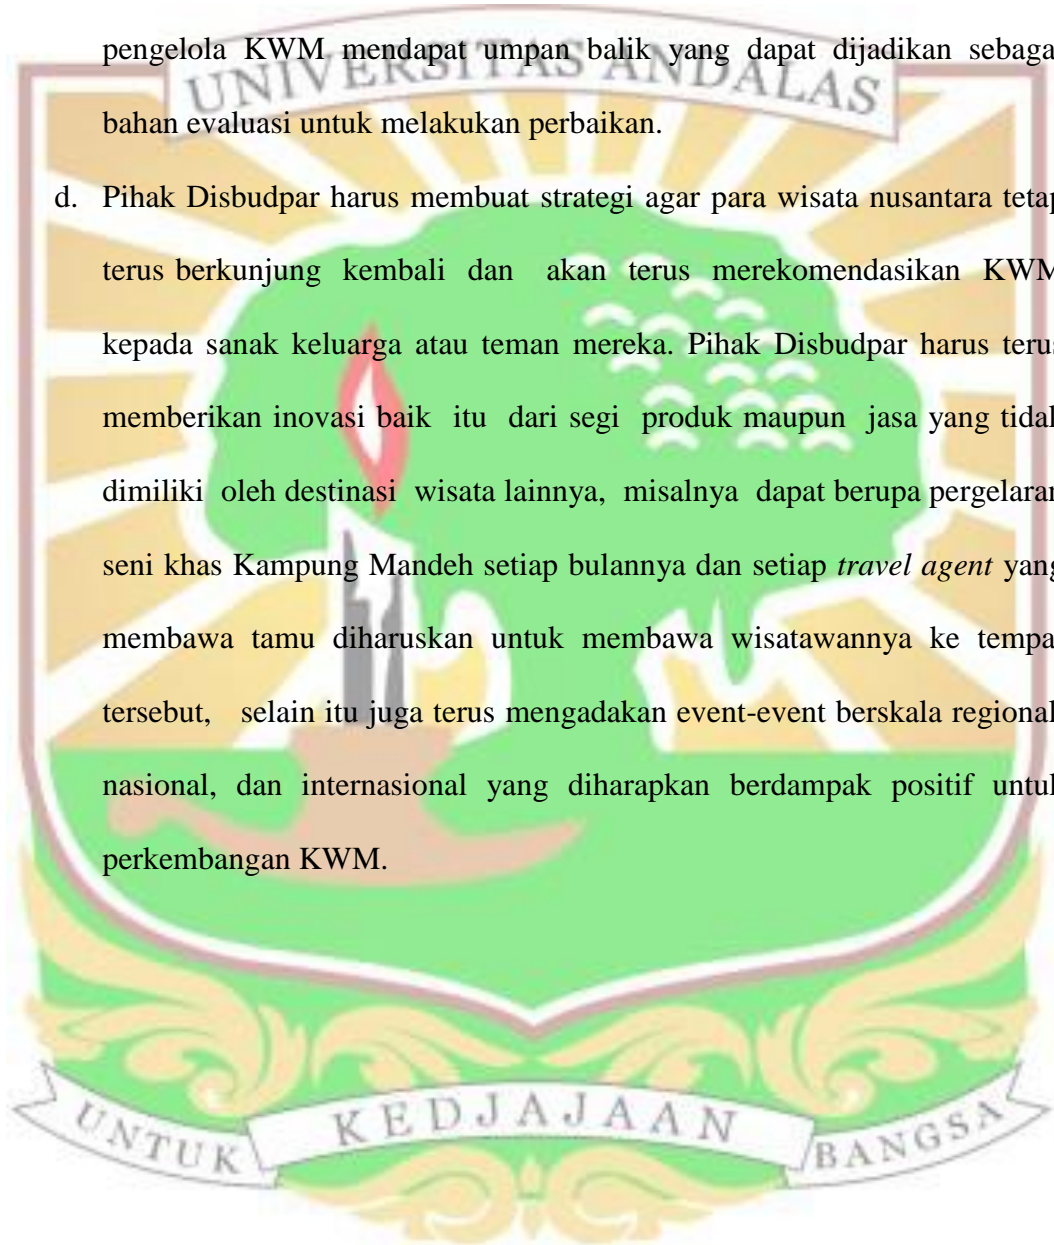 pengelola KWM mendapat umpan balik yang dapat dijadikan sebaga
UNIVERSITAS ANDALAS
bahan evaluasi untuk melakukan perbaikan.
d. Pihak Disbudpar harus membuat strategi agar para wisata nusantara tetap
terus berkunjung kembali dan akan terus merekomendasikan KWM
kepada sanak keluarga atau teman mereka. Pihak Disbudpar harus terus
memberikan inovasi baik itu dari segi produk maupun jasa yang tidak
dimiliki oleh destinasi wisata lainnya, misalnya dapat berupa pergelaran
seni khas Kampung Mandeh setiap bulannya dan setiap travel agent yang
membawa tamu diharuskan untuk membawa wisatawannya ke tempa
tersebut, selain itu juga terus mengadakan event-event berskala regional
nasional, dan internasional yang diharapkan berdampak positif untuk
perkembangan KWM.
UNTUK KEDJAJAAN BANGSA